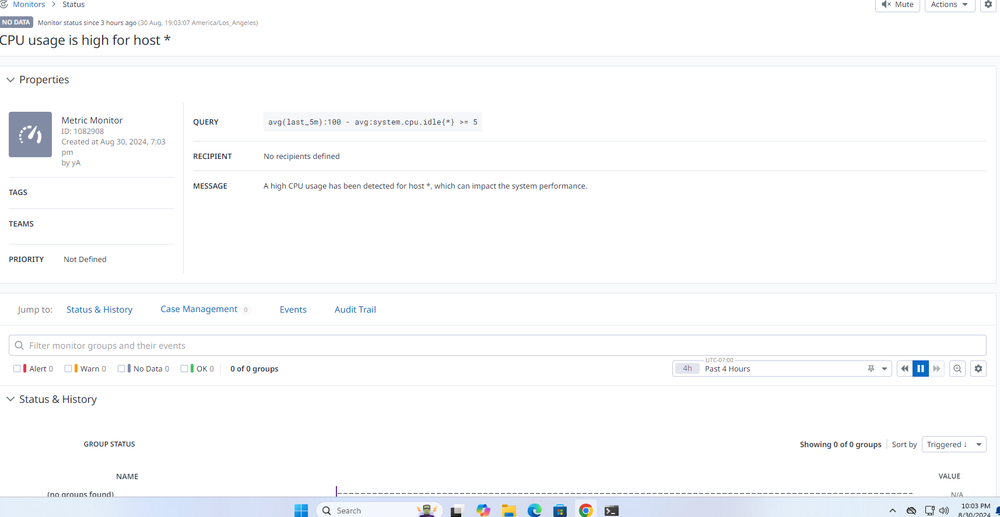 Monitors > Status
Mute
Actions
NO DATA Monitor status since 3 hours ago (30 Aug, 19:03:07 America/Los_Angeles)
CPU usage is high for host *
Properties
Metric Monitor
ID: 1082908
Created at Aug 30, 2024, 7:03
pm
by yA
TAGS
TEAMS
PRIORITY Not Defined
QUERY avg(last_5m):100 - avg:system.cpu.idle{*} >= 5
RECIPIENT No recipients defined
MESSAGE A high CPU usage has been detected for host *, which can impact the system performance.
Jump to: Status & History Case Management 0 Events Audit Trail
Filter monitor groups and their events
Alert 0 Warn 0 No Data 0 OK 0 0 of 0 groups
UTC-07:00
4h Past 4 Hours
Status & History
GROUP STATUS
Showing 0 of 0 groups Sort by Triggered ↓
NAME
VALUE
(no groups found)
N/A
Search
10:03 PM
8/30/2024